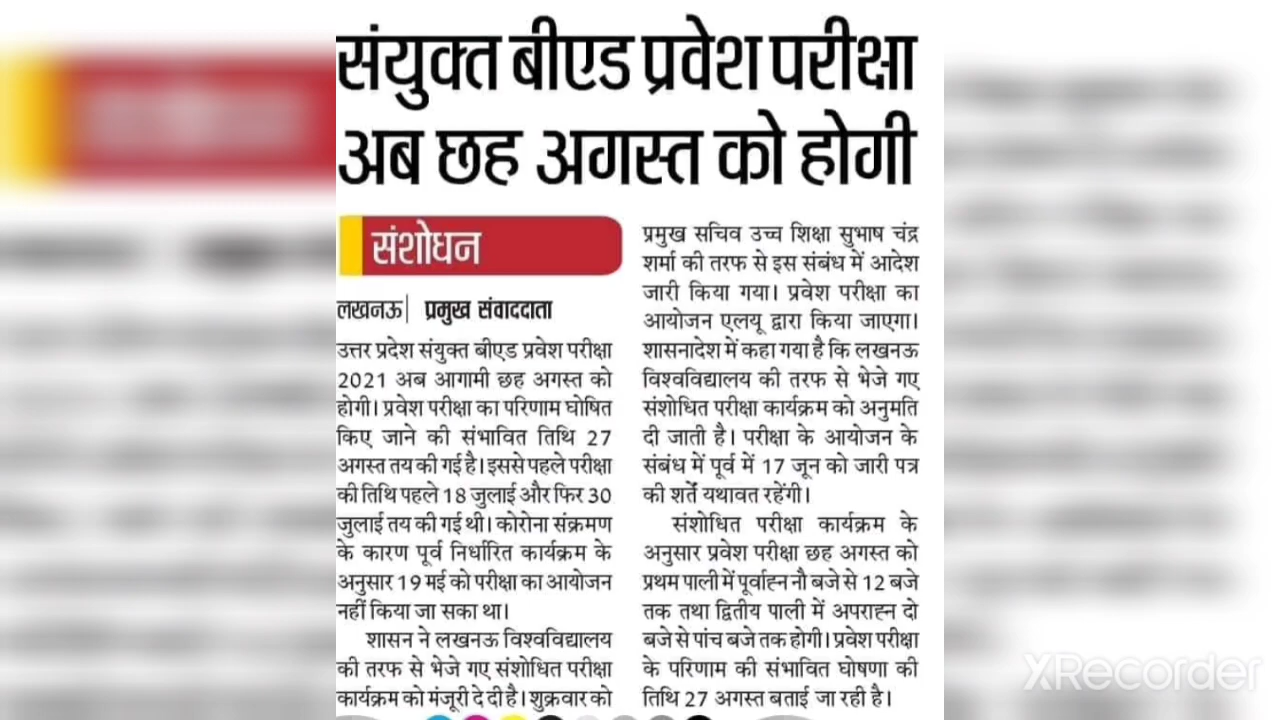 संयुक्त बीएड प्रवेश परीक्षा
अब छह अगस्त को होगी
संशोधन
लखनऊ | प्रमुख संवाददाता
उत्तर प्रदेश संयुक्त बीएड प्रवेश परीक्षा
2021 अब आगामी छह अगस्त को
होगी। प्रवेश परीक्षा का परिणाम घोषित
किए जाने की संभावित तिथि 27
अगस्त तय की गई है। इससे पहले परीक्षा
की तिथि पहले 18 जुलाई और फिर 30
जुलाई तय की गई थी। कोरोना संक्रमण
के कारण पूर्व निर्धारित कार्यक्रम के
अनुसार 19 मई को परीक्षा का आयोजन
नहीं किया जा सका था।
शासन ने लखनऊ विश्वविद्यालय
की तरफ से भेजे गए संशोधित परीक्षा
कार्यक्रम को मंजूरी दे दी है। शुक्रवार को
प्रमुख सचिव उच्च शिक्षा सुभाष चंद्र
शर्मा की तरफ से इस संबंध में आदेश
जारी किया गया। प्रवेश परीक्षा का
आयोजन एलयू द्वारा किया जाएगा।
शासनादेश में कहा गया है कि लखनऊ
विश्वविद्यालय की तरफ से भेजे गए
संशोधित परीक्षा कार्यक्रम को अनुमति
दी जाती है। परीक्षा के आयोजन के
संबंध में पूर्व में 17 जून को जारी पत्र
की शर्तें यथावत रहेंगी।
संशोधित परीक्षा कार्यक्रम के
अनुसार प्रवेश परीक्षा छह अगस्त को
प्रथम पाली में पूर्वाह्न नौ बजे से 12 बजे
तक तथा द्वितीय पाली में अपराह्न दो
बजे से पांच बजे तक होगी। प्रवेश परीक्षा
के परिणाम की संभावित घोषणा की
तिथि 27 अगस्त बताई जा रही है।
XRecorder